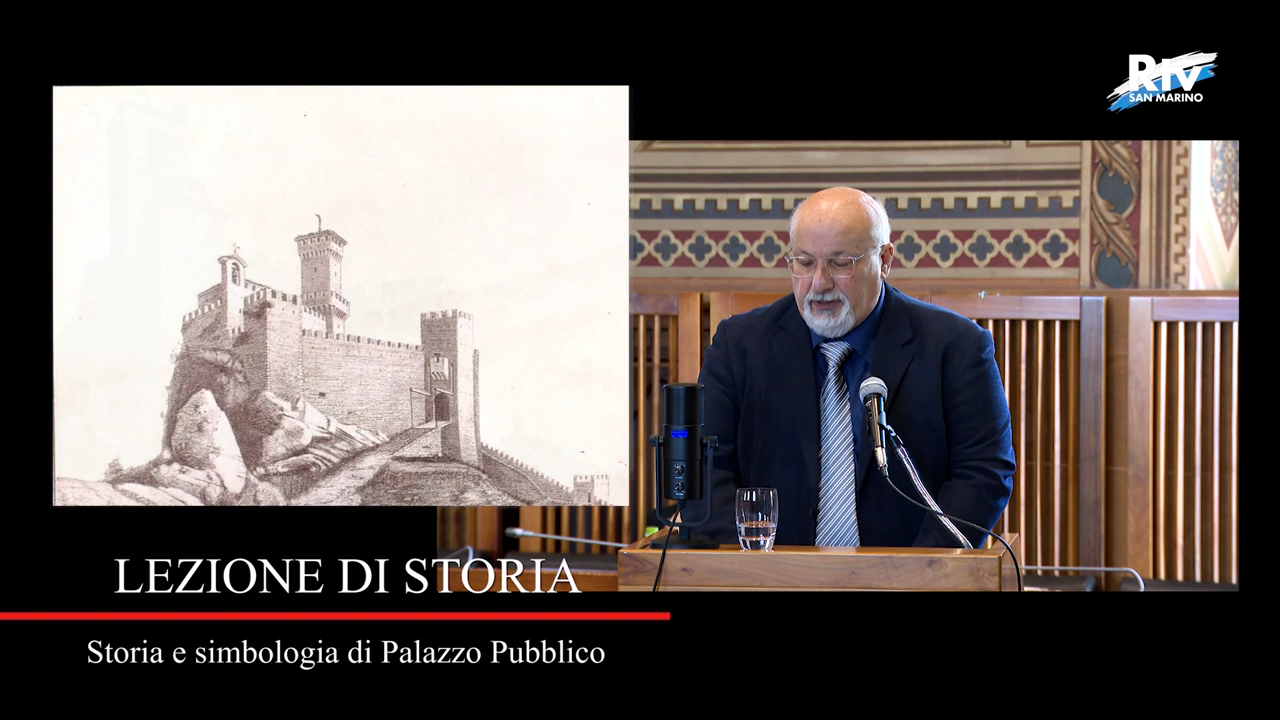 RTV
SAN MARINO
LEZIONE DI STORIA
Storia e simbologia di Palazzo Pubblico